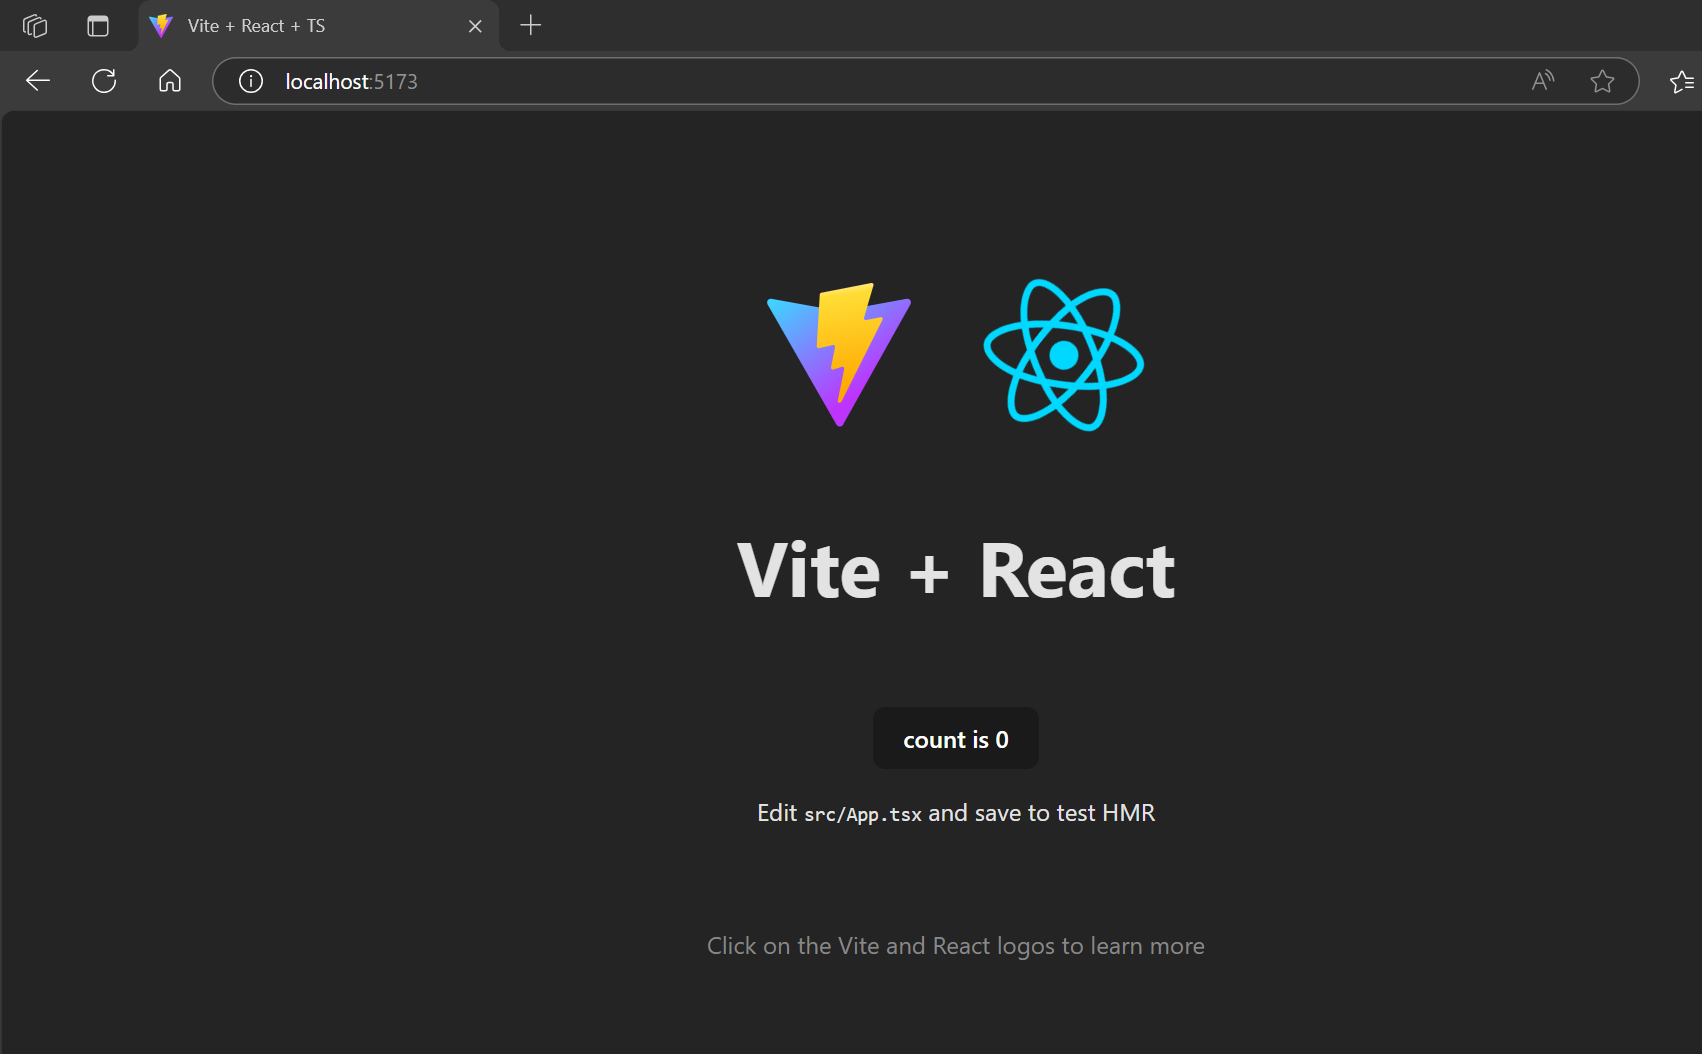 Vite + React + TS
localhost:5173
Vite + React
count is 0
Edit src/App.tsx and save to test HMR
Click on the Vite and React logos to learn more